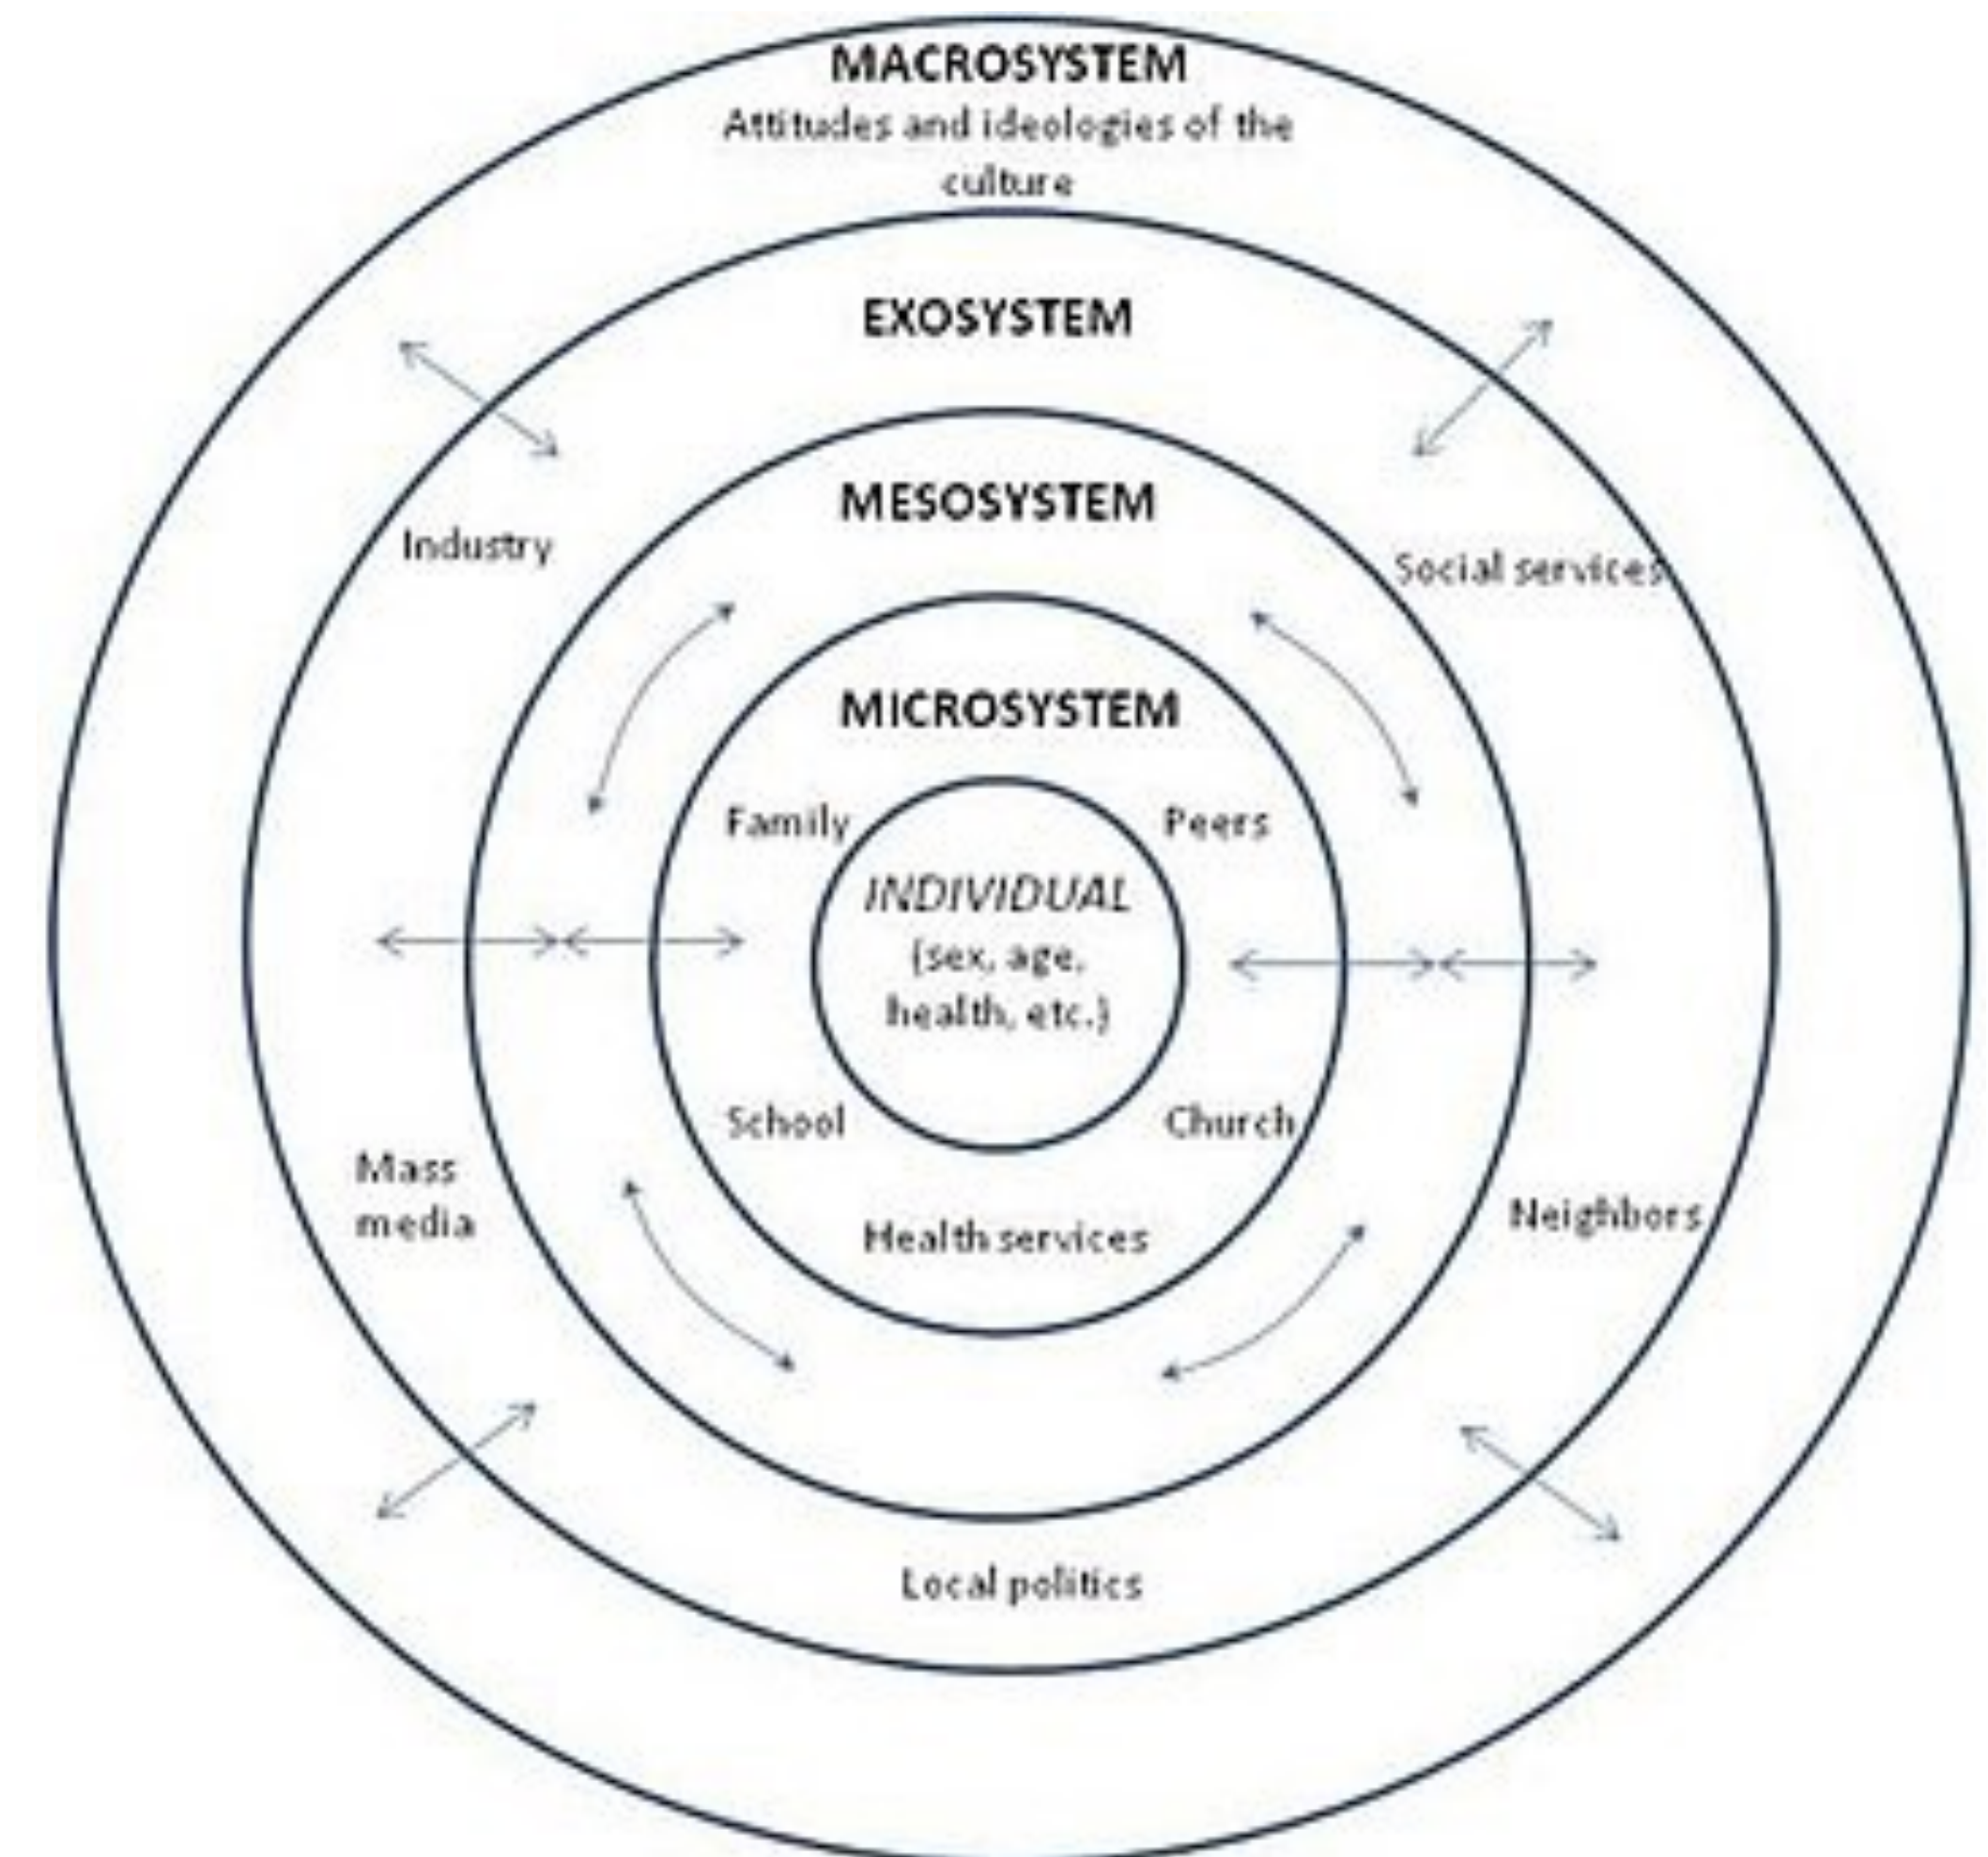 MACROSYSTEM
Attitudes and ideologies of the
culture
EXOSYSTEM
MESOSYSTEM
Industry
Social services
MICROSYSTEM
Family
Peers
INDIVIDUAL
(sex, age,
health, etc.)
School
Church
Mass
media
Health services
Neighbors
Local politics